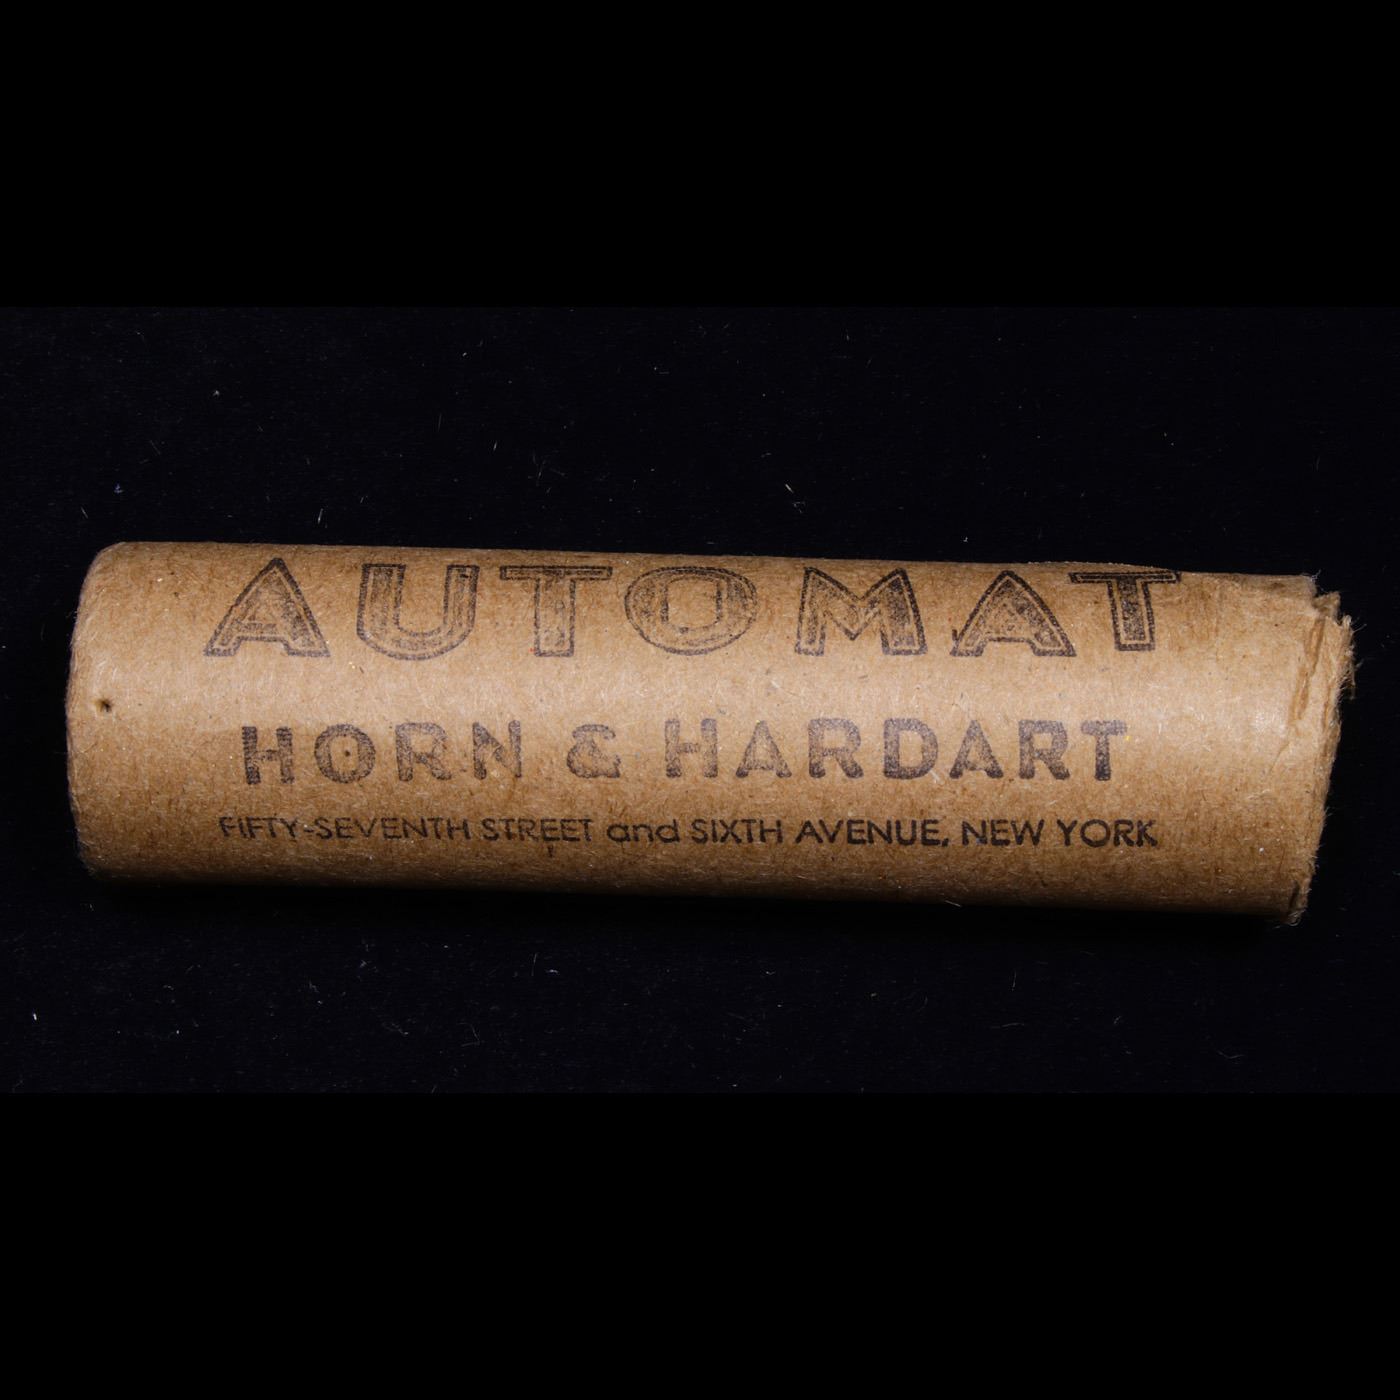 AUTOMAT
HORN & HARDART
FIFTY-SEVENTH STREET and SIXTH AVENUE, NEW YORK